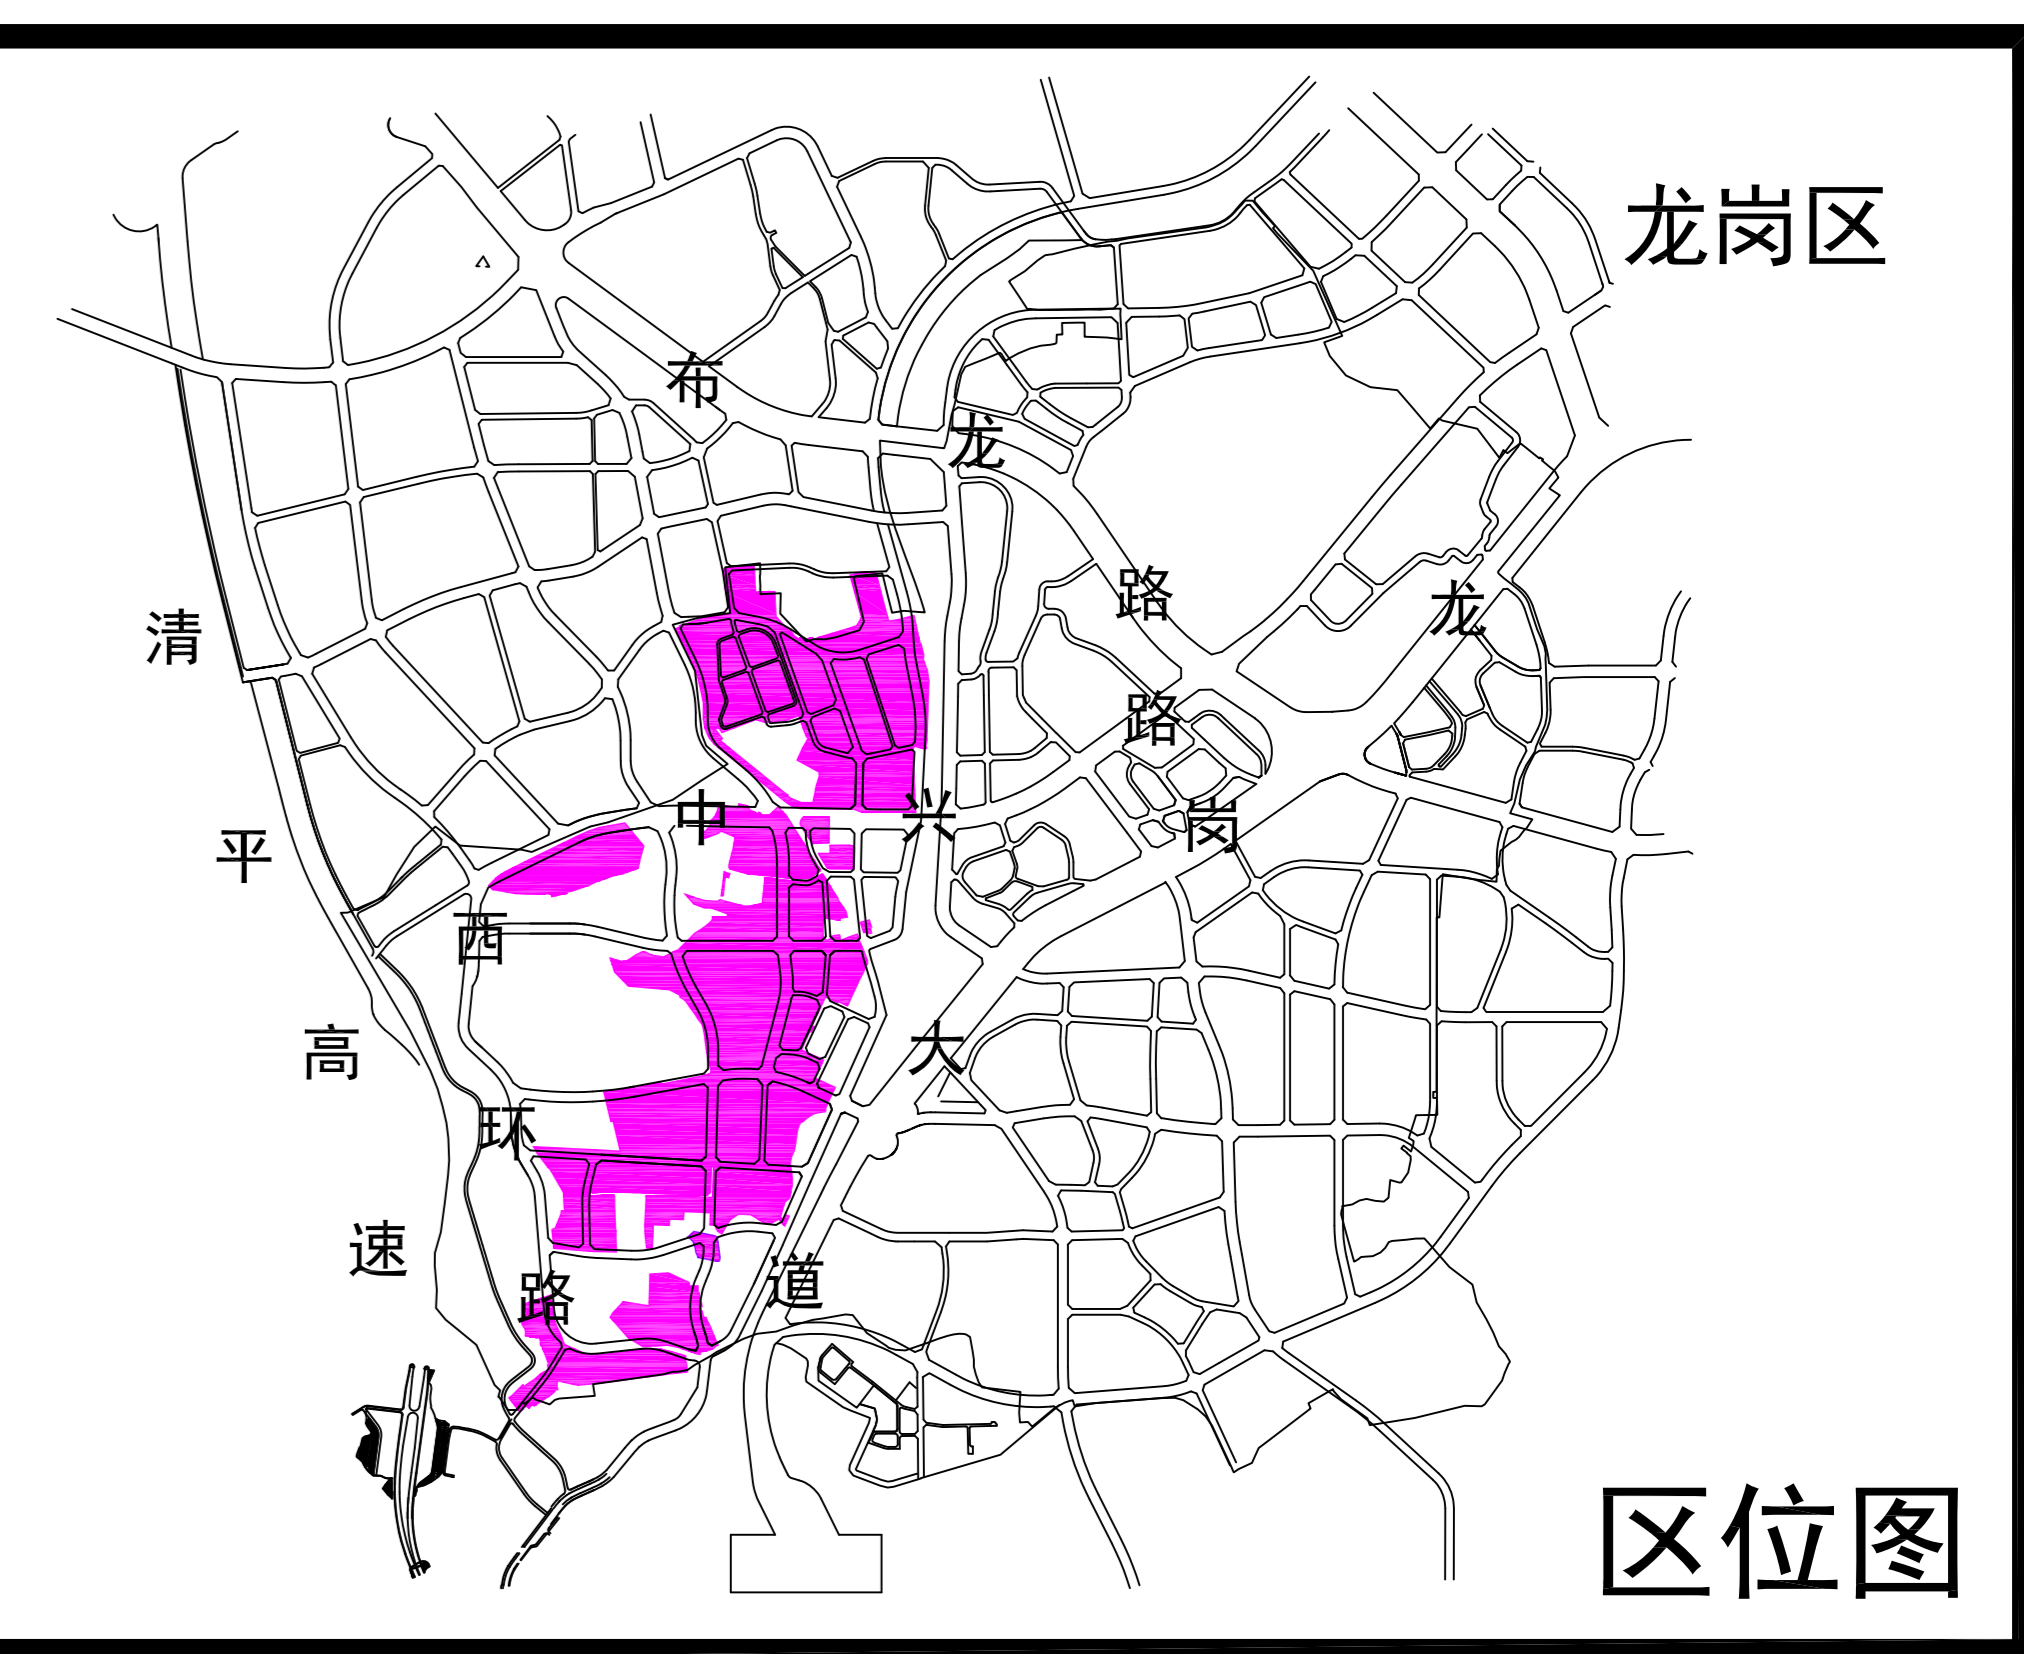 龙岗区
布龙路
清平高速
中兴路
西环路
龙岗大道
区位图